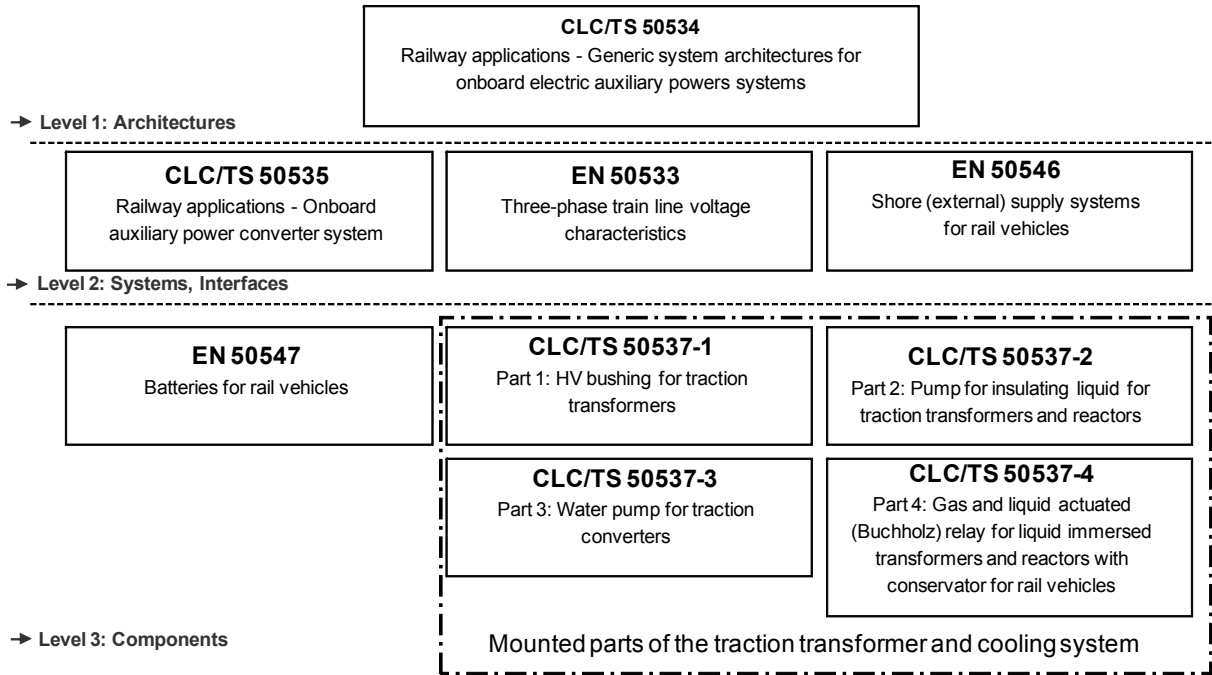 CLC/TS 50534
Railway applications - Generic system architectures for
onboard electric auxiliary powers systems
Level 1: Architectures
CLC/TS 50535
Railway applications - Onboard
auxiliary power converter system
EN 50533
Three-phase train line voltage
characteristics
EN 50546
Shore (external) supply systems
for rail vehicles
Level 2: Systems, Interfaces
EN 50547
Batteries for rail vehicles
CLC/TS 50537-1
Part 1: HV bushing for traction
transformers
CLC/TS 50537-2
Part 2: Pump for insulating liquid for
traction transformers and reactors
CLC/TS 50537-3
Part 3: Water pump for traction
converters
CLC/TS 50537-4
Part 4: Gas and liquid actuated
(Buchholz) relay for liquid immersed
transformers and reactors with
conservator for rail vehicles
Level 3: Components
Mounted parts of the traction transformer and cooling system